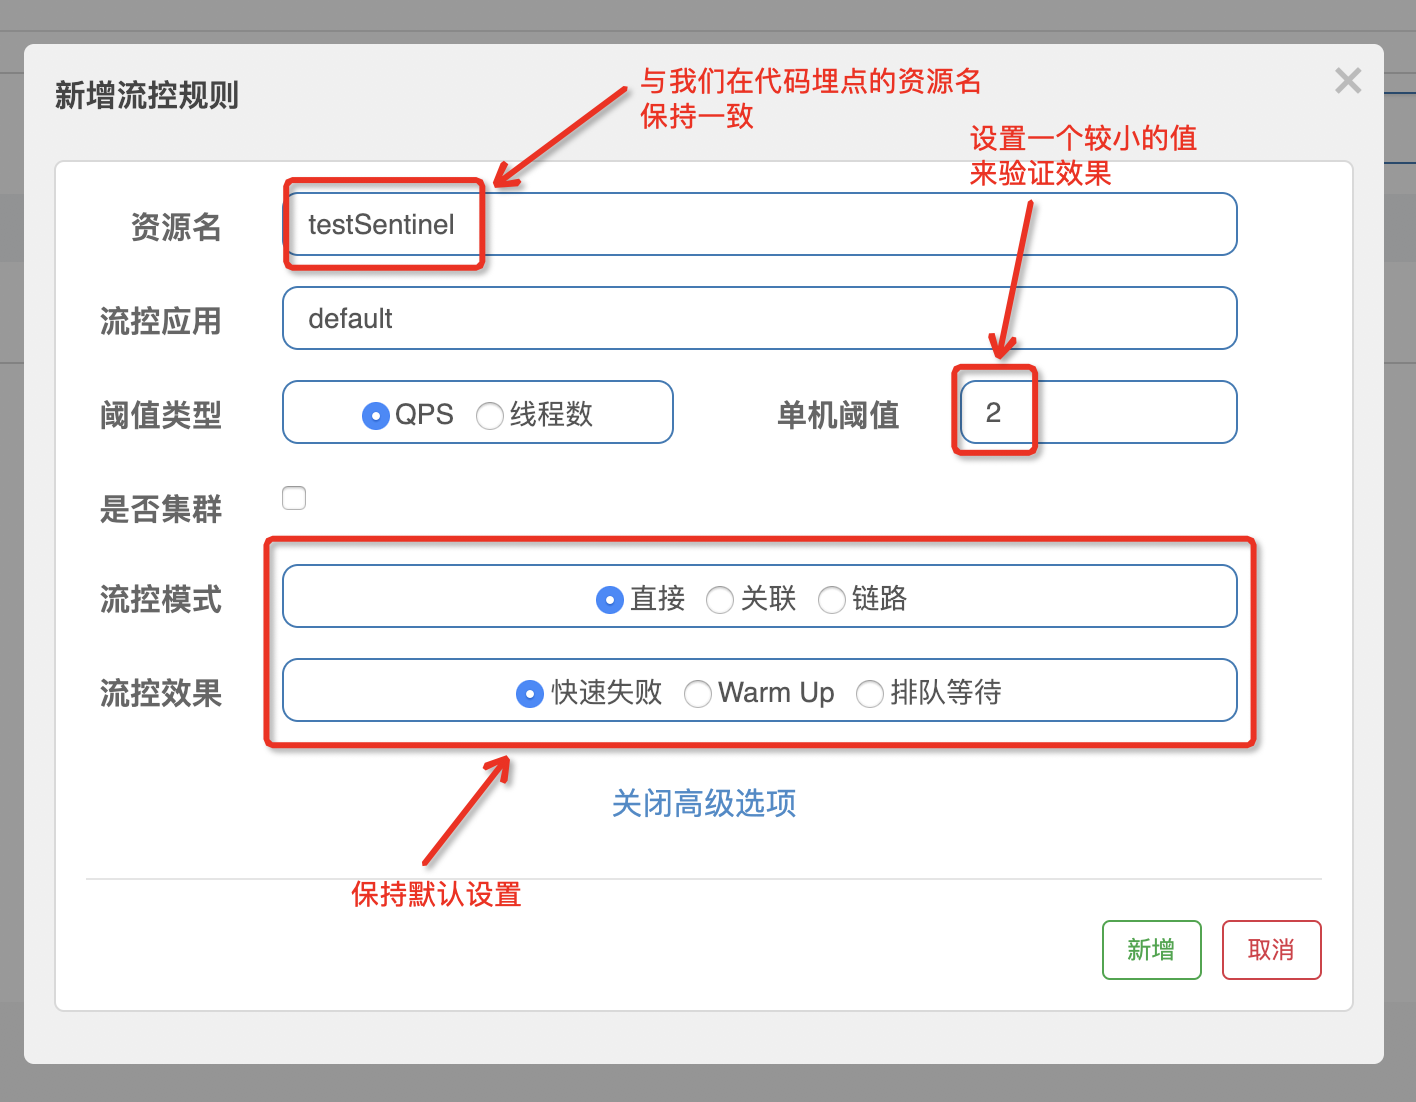 新增流控规则
与我们在代码埋点的资源名
保持一致
×
设置一个较小的值
来验证效果
资源名 testSentinel
流控应用 default
阈值类型 QPS 线程数 单机阈值 2
是否集群
流控模式 直接 关联 链路
流控效果 快速失败 Warm Up 排队等待
关闭高级选项
保持默认设置
新增 取消